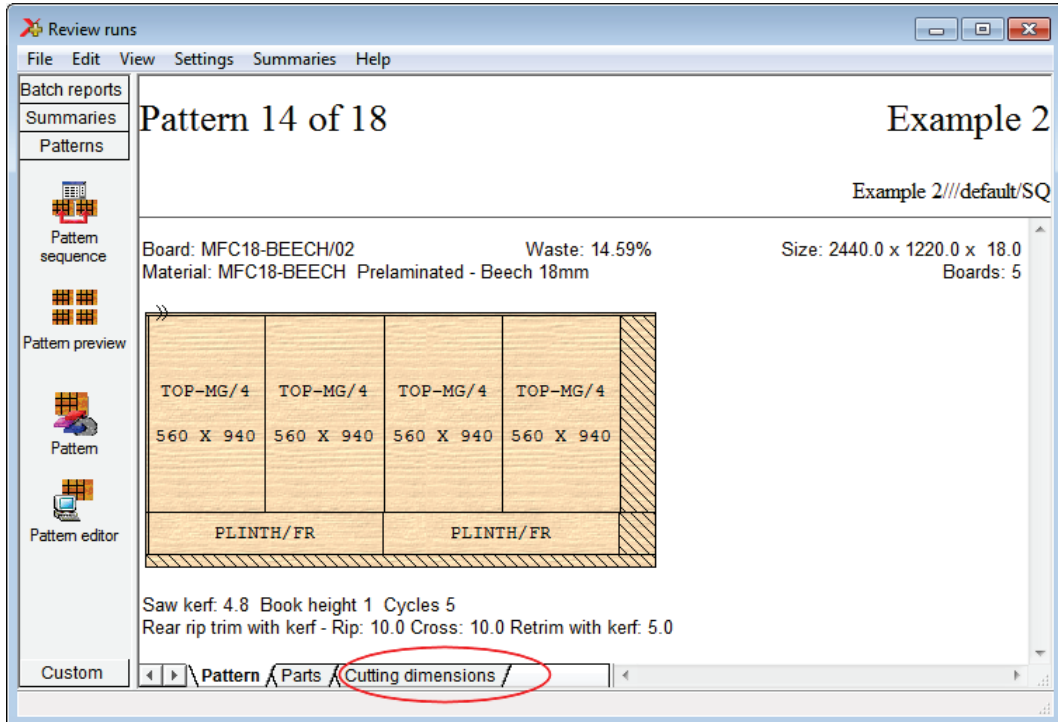 Review runs
File Edit View Settings Summaries Help
Batch reports
Summaries
Patterns
Pattern sequence
Pattern preview
Pattern
Pattern editor
Custom
Pattern 14 of 18 Example 2
Example 2///default/SQ
Board: MFC18-BEECH/02 Waste: 14.59% Size: 2440.0 x 1220.0 x 18.0
Material: MFC18-BEECH Prelaminated - Beech 18mm Boards: 5
TOP-MG/4 TOP-MG/4 TOP-MG/4 TOP-MG/4
560 X 940 560 X 940 560 X 940 560 X 940
PLINTH/FR PLINTH/FR
Saw kerf: 4.8 Book height 1 Cycles 5
Rear rip trim with kerf - Rip: 10.0 Cross: 10.0 Retrim with kerf: 5.0
Pattern Parts Cutting dimensions